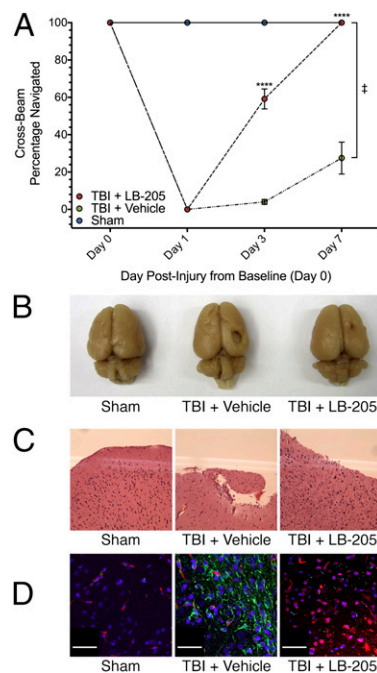 A
Cross-Beam
Percentage Navigated
100
80
60
40
20
0
****
****
‡
TBI + LB-205
TBI + Vehicle
Sham
Day 0
Day 1
Day 3
Day 7
Day Post-Injury from Baseline (Day 0)
B
Sham
TBI + Vehicle
TBI + LB-205
C
Sham
TBI + Vehicle
TBI + LB-205
D
Sham
TBI + Vehicle
TBI + LB-205